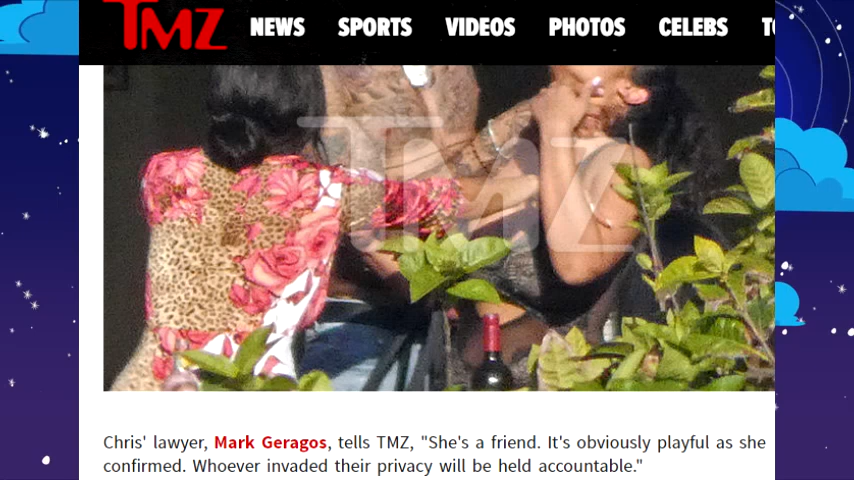 TMZ NEWS SPORTS VIDEOS PHOTOS CELEBS
TMZ
Chris' lawyer, Mark Geragos, tells TMZ, "She's a friend. It's obviously playful as she
confirmed. Whoever invaded their privacy will be held accountable."